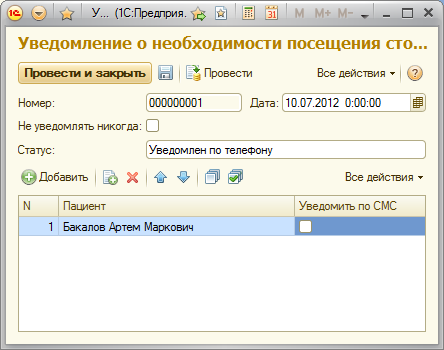 У... (1С:Предприя.
M M+ M-
31
Уведомление о необходимости посещения сто...
Провести и закрыть Провести Все действия
Номер: 000000001 Дата: 10.07.2012 0:00:00
Не уведомлять никогда:
Статус: Уведомлен по телефону
Добавить Все действия
N Пациент Уведомить по СМС
1 Бакалов Артем Маркович